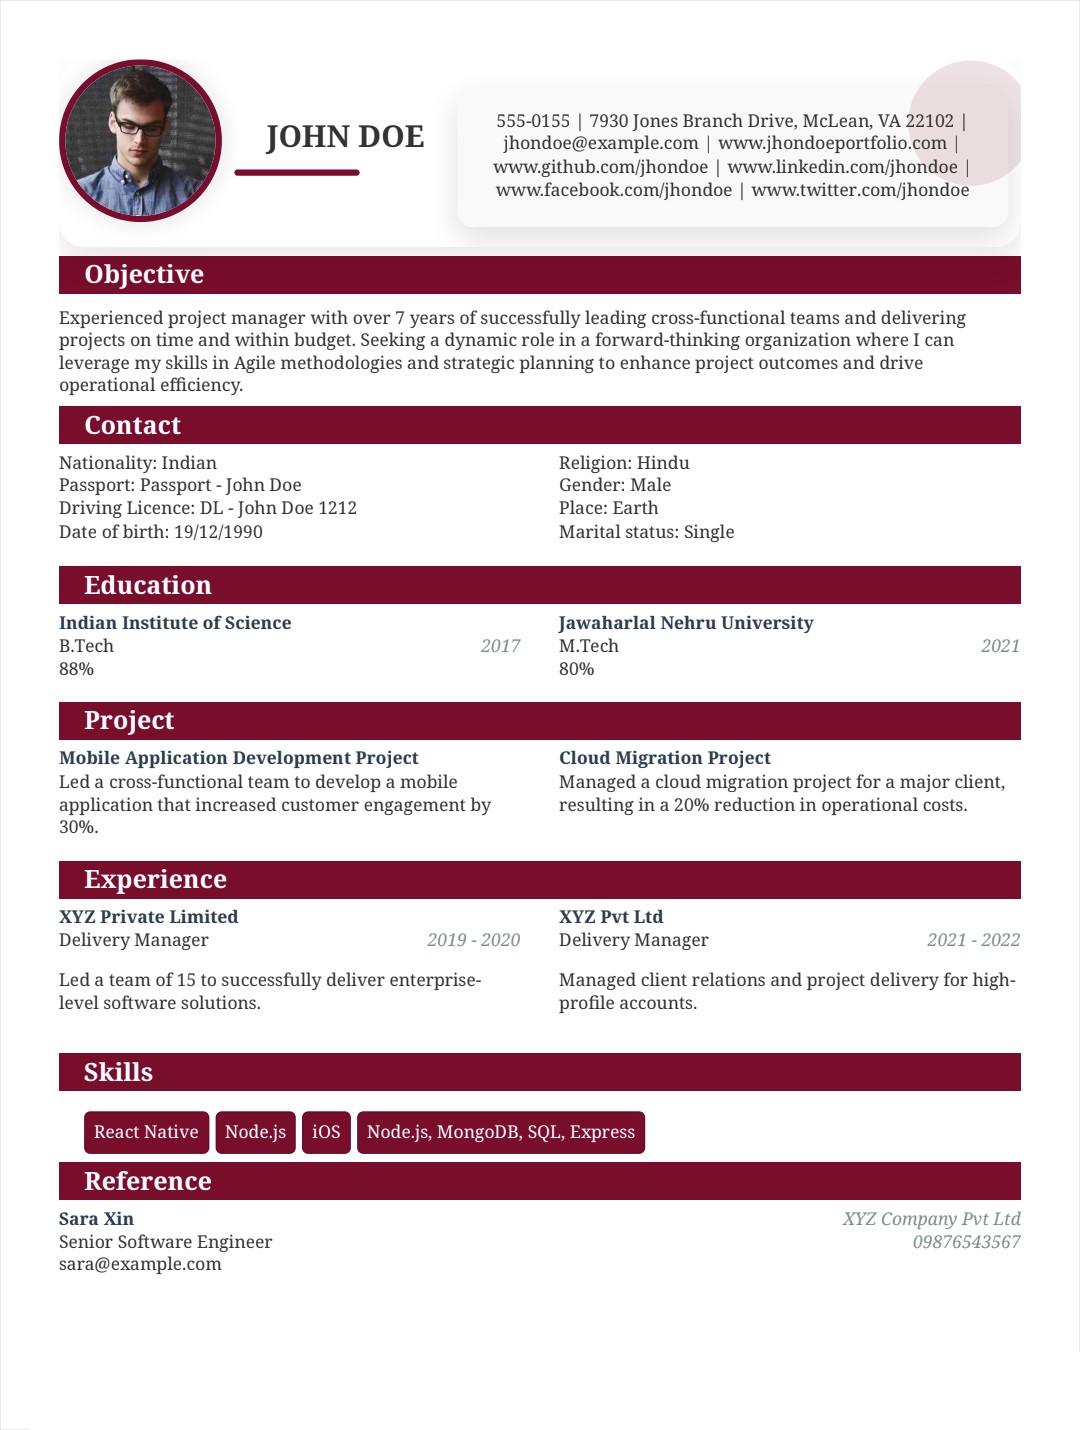 JOHN DOE
555-0155 | 7930 Jones Branch Drive, McLean, VA 22102 |
jhondoe@example.com | www.jhondoeportfolio.com |
www.github.com/jhondoe | www.linkedin.com/jhondoe |
www.facebook.com/jhondoe | www.twitter.com/jhondoe
Objective
Experienced project manager with over 7 years of successfully leading cross-functional teams and delivering
projects on time and within budget. Seeking a dynamic role in a forward-thinking organization where I can
leverage my skills in Agile methodologies and strategic planning to enhance project outcomes and drive
operational efficiency.
Contact
Nationality: Indian
Passport: Passport - John Doe
Driving Licence: DL - John Doe 1212
Date of birth: 19/12/1990
Religion: Hindu
Gender: Male
Place: Earth
Marital status: Single
Education
Indian Institute of Science
B.Tech 2017
88%
Jawaharlal Nehru University
M.Tech 2021
80%
Project
Mobile Application Development Project
Led a cross-functional team to develop a mobile
application that increased customer engagement by
30%.
Cloud Migration Project
Managed a cloud migration project for a major client,
resulting in a 20% reduction in operational costs.
Experience
XYZ Private Limited
Delivery Manager 2019 - 2020
Led a team of 15 to successfully deliver enterprise-
level software solutions.
XYZ Pvt Ltd
Delivery Manager 2021 - 2022
Managed client relations and project delivery for high-
profile accounts.
Skills
React Native Node.js iOS Node.js, MongoDB, SQL, Express
Reference
Sara Xin XYZ Company Pvt Ltd
Senior Software Engineer 09876543567
sara@example.com